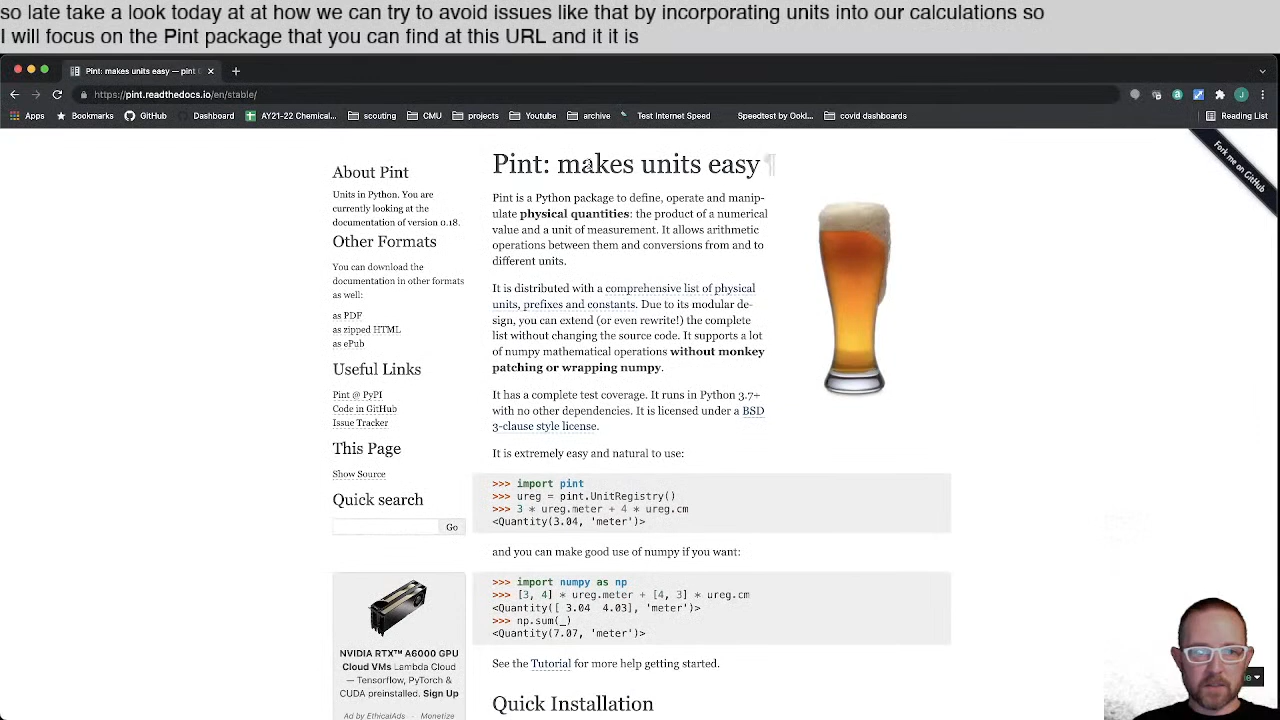 so late take a look today at at how we can try to avoid issues like that by incorporating units into our calculations so
I will focus on the Pint package that you can find at this URL and it it is
Pint: makes units easy — pint
https://pint.readthedocs.io/en/stable/
Apps Bookmarks GitHub Dashboard AY21-22 Chemical... scouting CMU projects Youtube archive Test Internet Speed Speedtest by Ookl... covid dashboards Reading List
Fork me on GitHub
About Pint
Units in Python. You are
currently looking at the
documentation of version 0.18.
Other Formats
You can download the
documentation in other formats
as well:
as PDF
as zipped HTML
as ePub
Useful Links
Pint @ PyPI
Code in GitHub
Issue Tracker
This Page
Show Source
Quick search
Go
NVIDIA RTX™ A6000 GPU
Cloud VMs Lambda Cloud
— Tensorflow, PyTorch &
CUDA preinstalled. Sign Up
Ad by EthicalAds · Monetize
Pint: makes units easy ¶
Pint is a Python package to define, operate and manip-
ulate physical quantities: the product of a numerical
value and a unit of measurement. It allows arithmetic
operations between them and conversions from and to
different units.
It is distributed with a comprehensive list of physical
units, prefixes and constants. Due to its modular de-
sign, you can extend (or even rewrite!) the complete
list without changing the source code. It supports a lot
of numpy mathematical operations without monkey
patching or wrapping numpy.
It has a complete test coverage. It runs in Python 3.7+
with no other dependencies. It is licensed under a BSD
3-clause style license.
It is extremely easy and natural to use:
>>> import pint
>>> ureg = pint.UnitRegistry()
>>> 3 * ureg.meter + 4 * ureg.cm
<Quantity(3.04, 'meter')>
and you can make good use of numpy if you want:
>>> import numpy as np
>>> [3, 4] * ureg.meter + [4, 3] * ureg.cm
<Quantity([ 3.04 4.03], 'meter')>
>>> np.sum(_)
<Quantity(7.07, 'meter')>
See the Tutorial for more help getting started.
Quick Installation